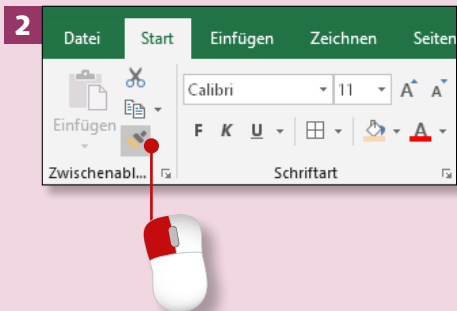 2
Datei Start Einfügen Zeichnen Seiten
Calibri 11 A A
Einfügen
F K U A
Zwischenabl... Schriftart